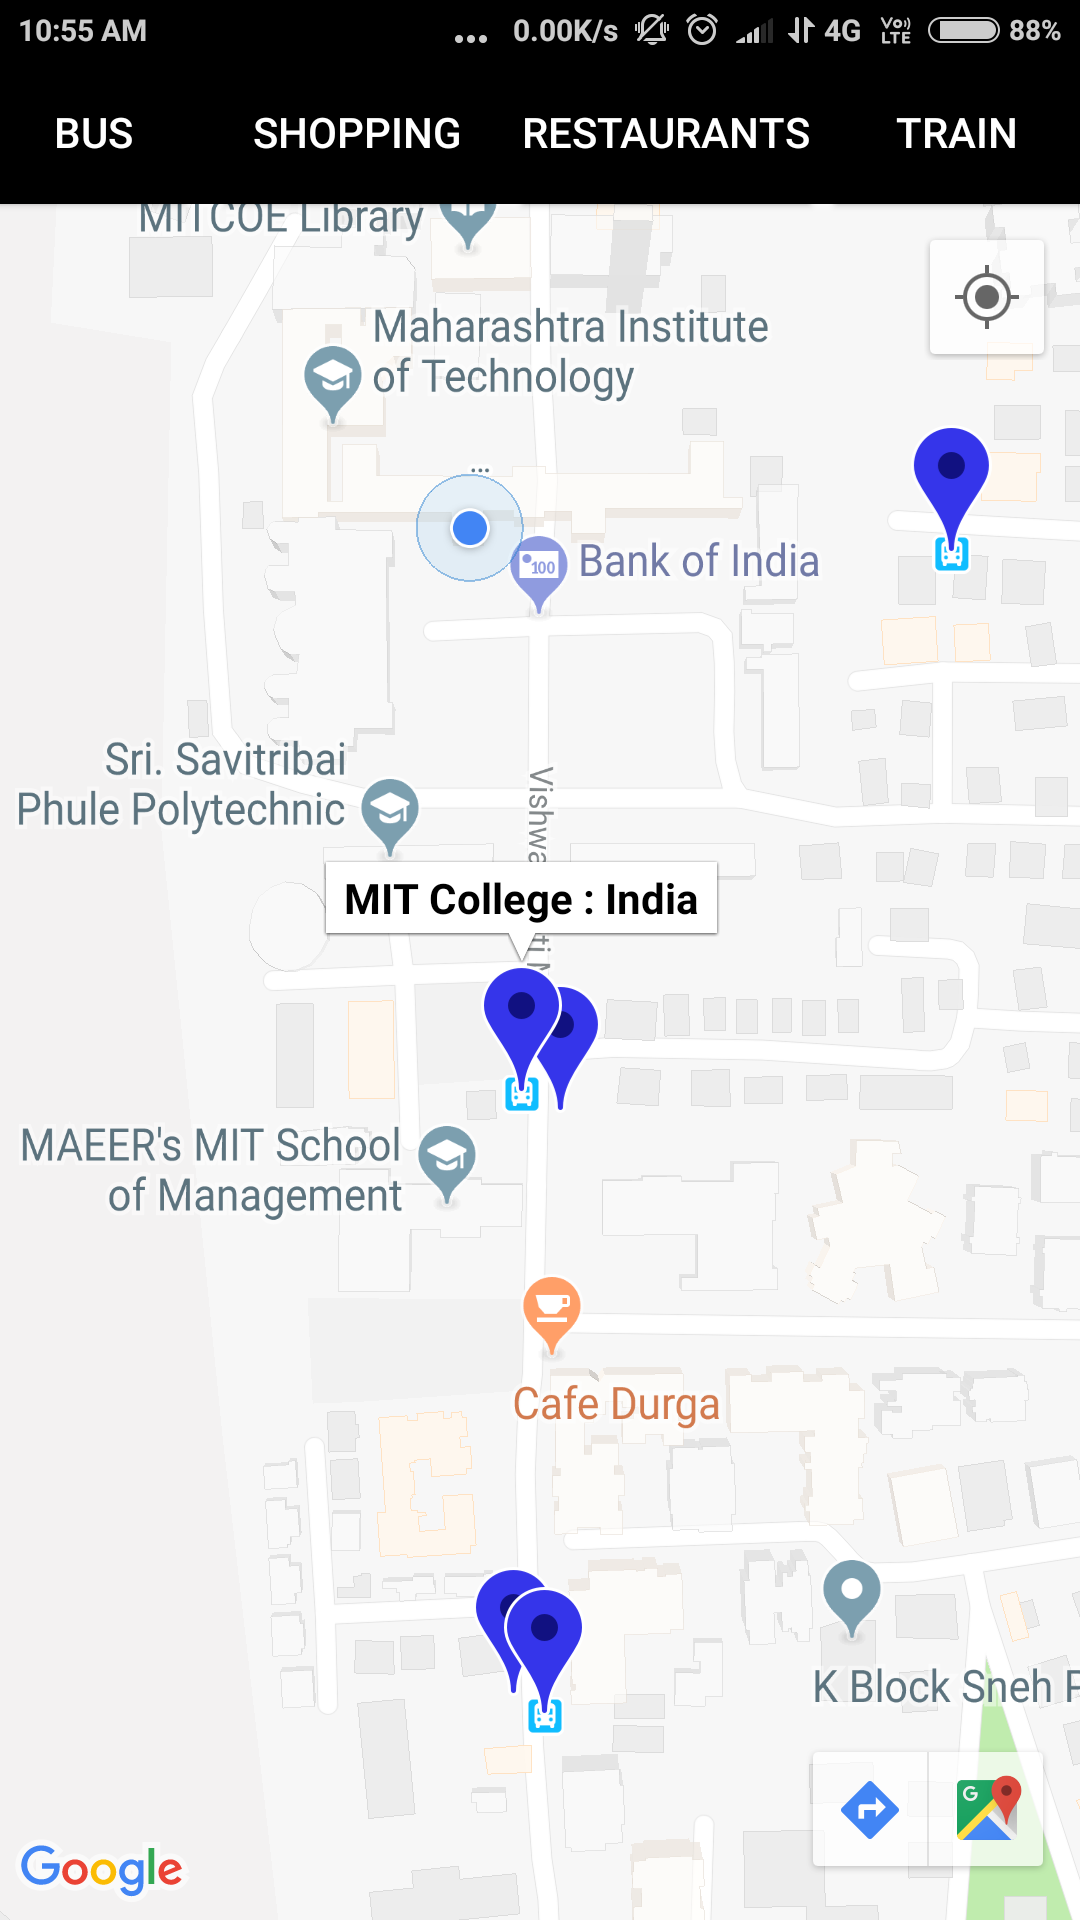 10:55 AM ... 0.00K/s 4G VoLTE 88%
BUS SHOPPING RESTAURANTS TRAIN
MITCOE Library
Maharashtra Institute
of Technology
...
100
Bank of India
Sri. Savitribai
Phule Polytechnic
MIT College : India
MAEER's MIT School
of Management
Cafe Durga
K Block Sneh P
G
Google